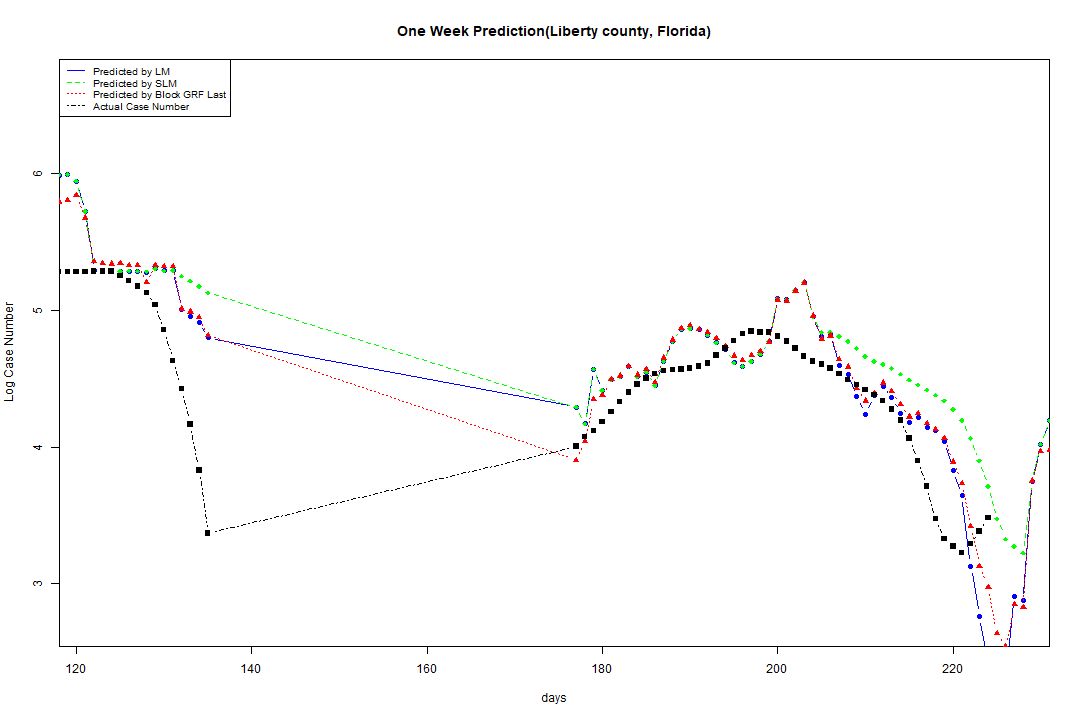 One Week Prediction(Liberty county, Florida)
Predicted by LM
Predicted by SLM
Predicted by Block GRF Last
Actual Case Number
Log Case Number
6
5
4
3
120 140 160 180 200 220
days